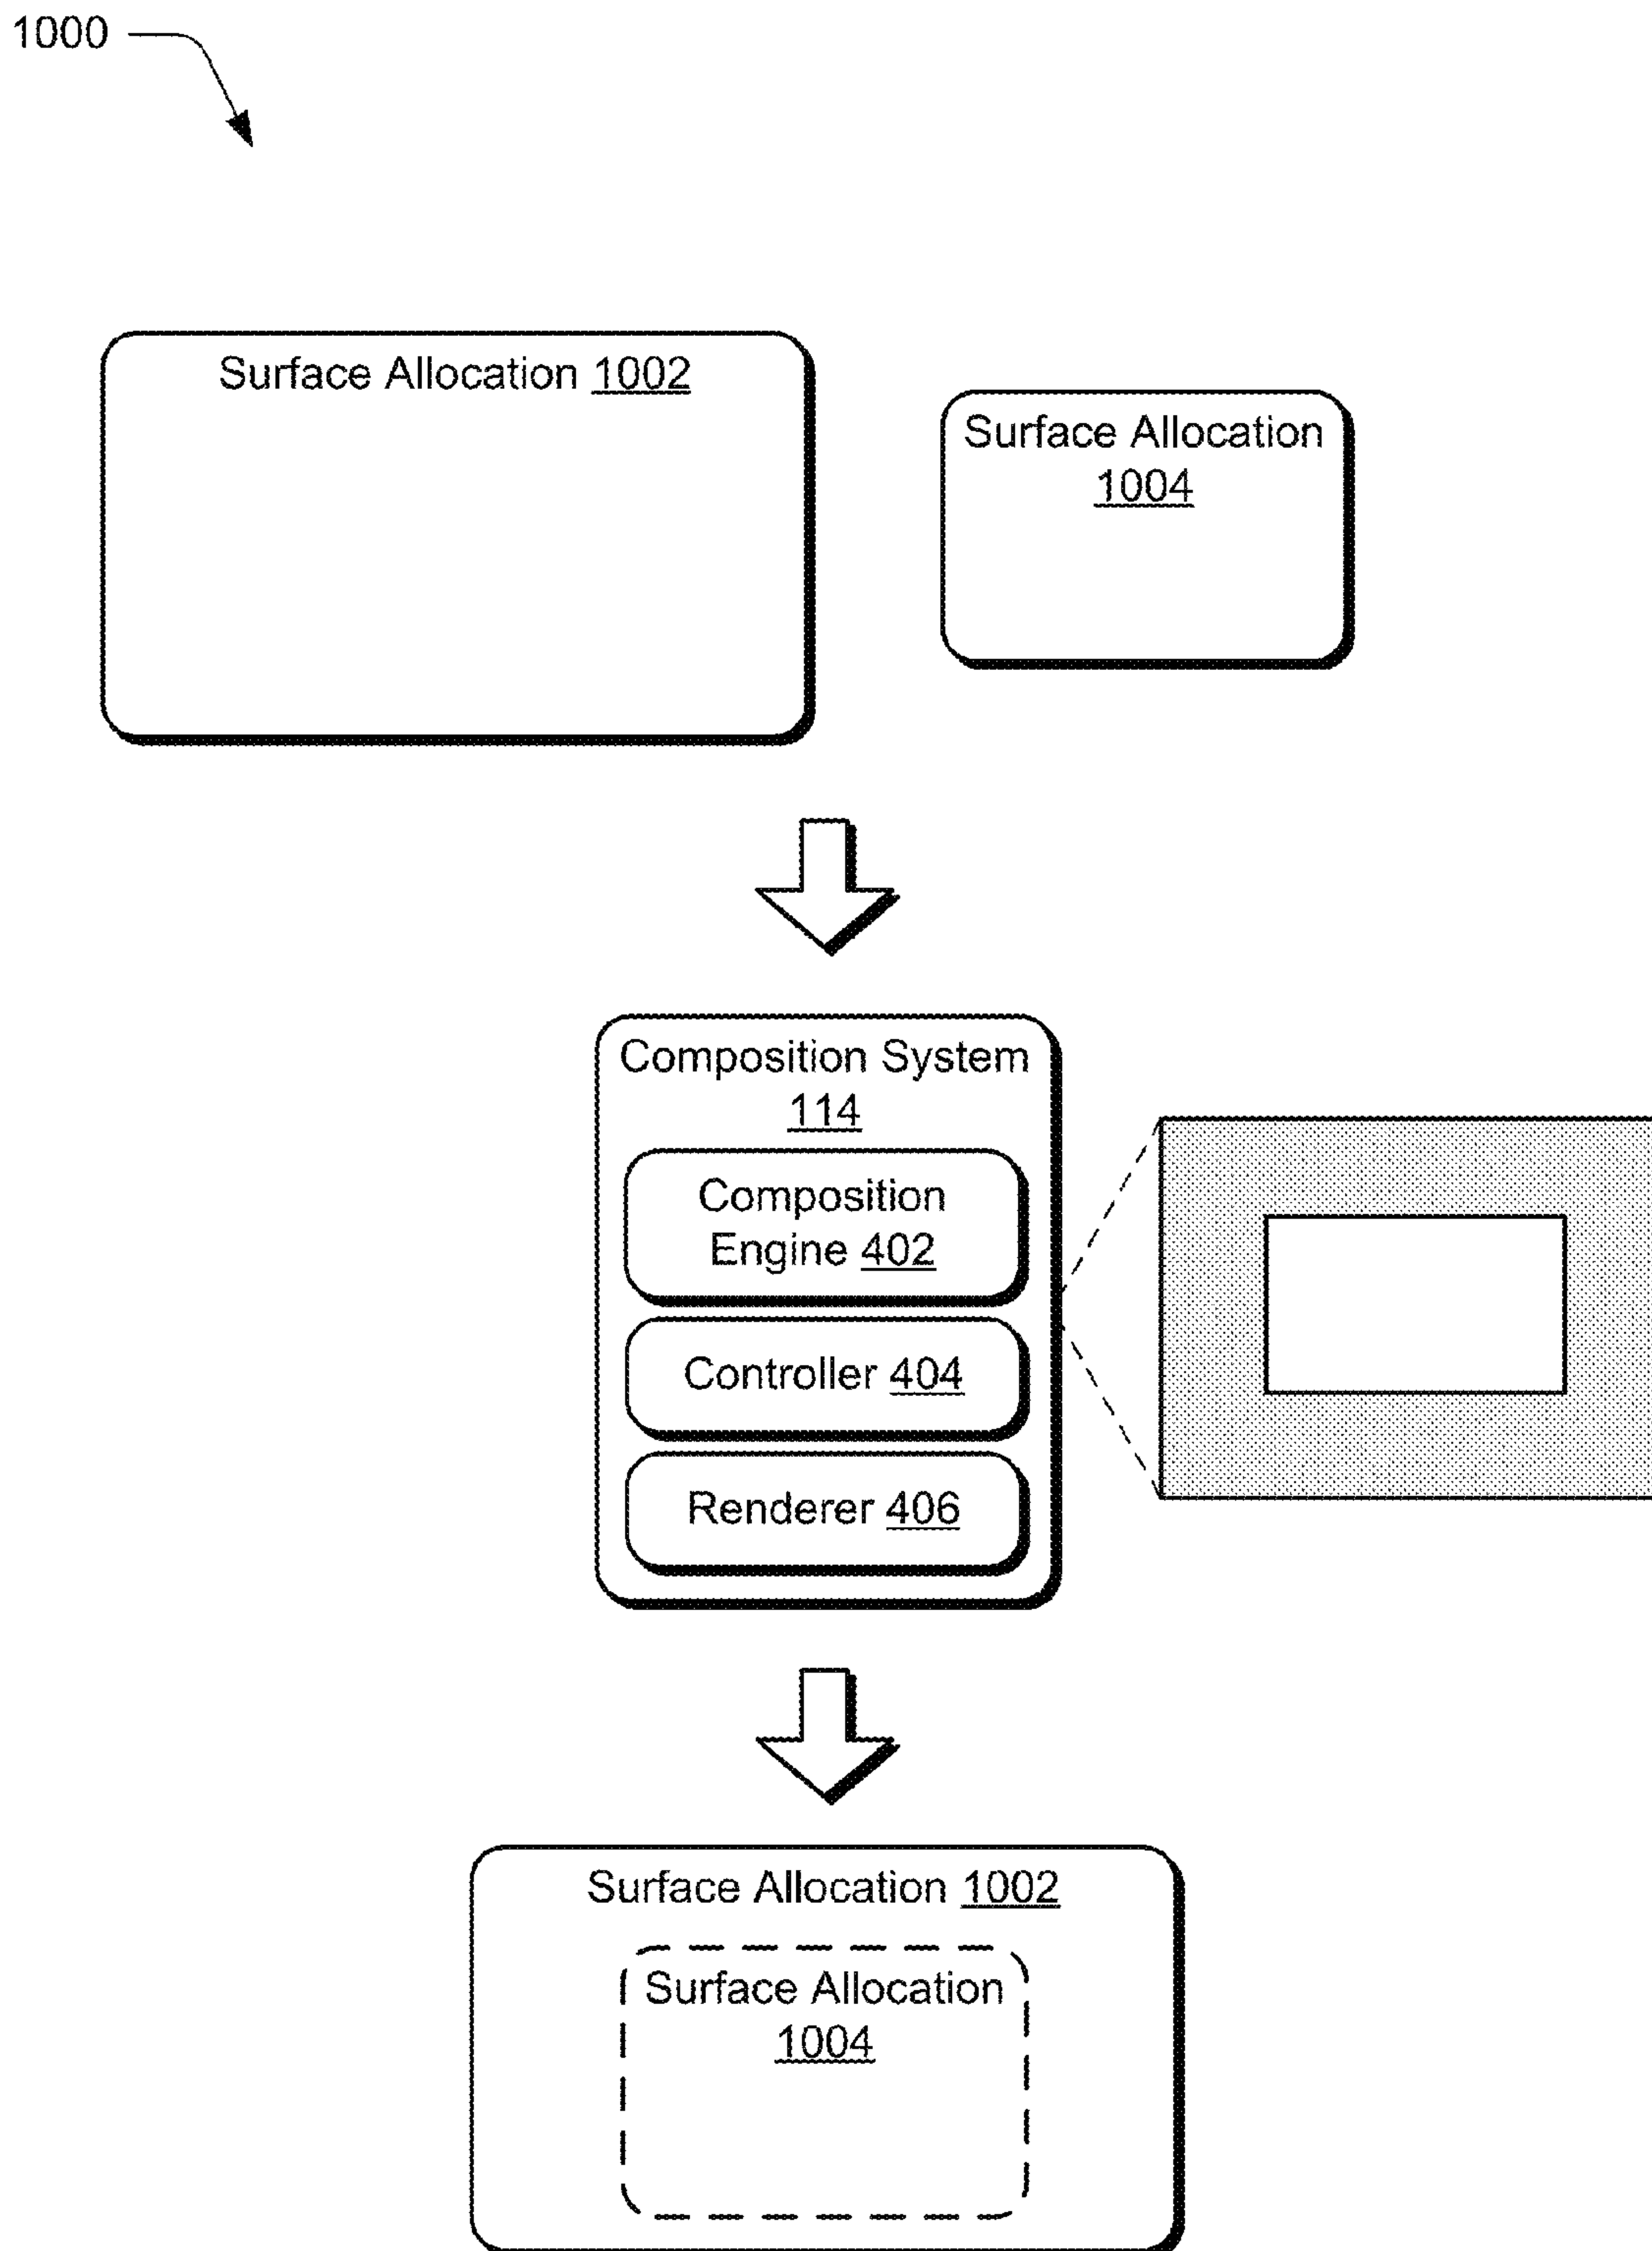 1000
Surface Allocation 1002
Surface Allocation
1004
Composition System
114
Composition
Engine 402
Controller 404
Renderer 406
Surface Allocation 1002
Surface Allocation
1004